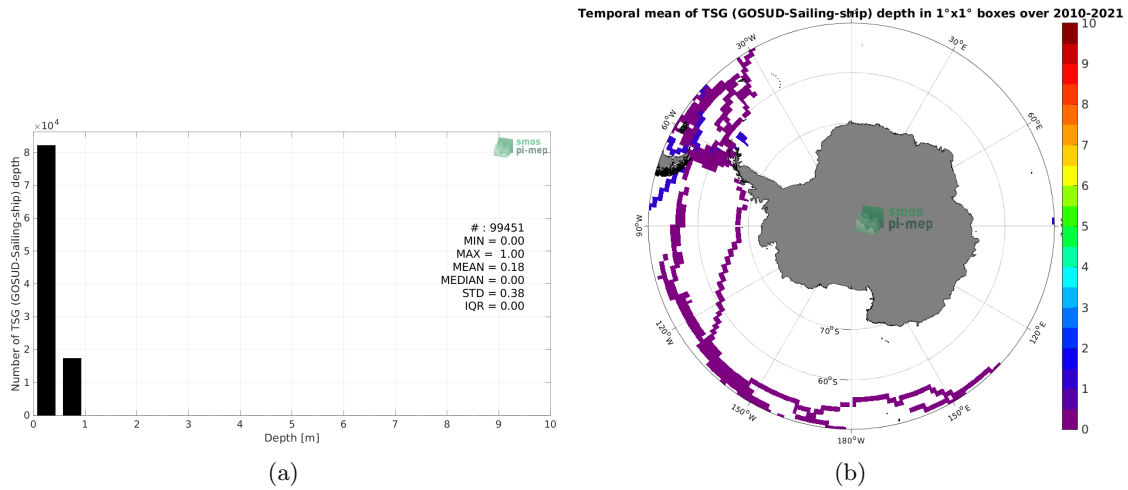 ×10⁴
8
7
6
5
4
3
2
1
0
Number of TSG (GOSUD-Sailing-ship) depth
0 1 2 3 4 5 6 7 8 9 10
Depth [m]
smos
pi-mep
# : 99451
MIN = 0.00
MAX = 1.00
MEAN = 0.18
MEDIAN = 0.00
STD = 0.38
IQR = 0.00
(a)
Temporal mean of TSG (GOSUD-Sailing-ship) depth in 1°x1° boxes over 2010-2021
30°W
30°E
60°W
60°E
90°W
120°W
120°E
150°W
150°E
180°W
70°S
60°S
smos
pi-mep
10
9
8
7
6
5
4
3
2
1
0
(b)